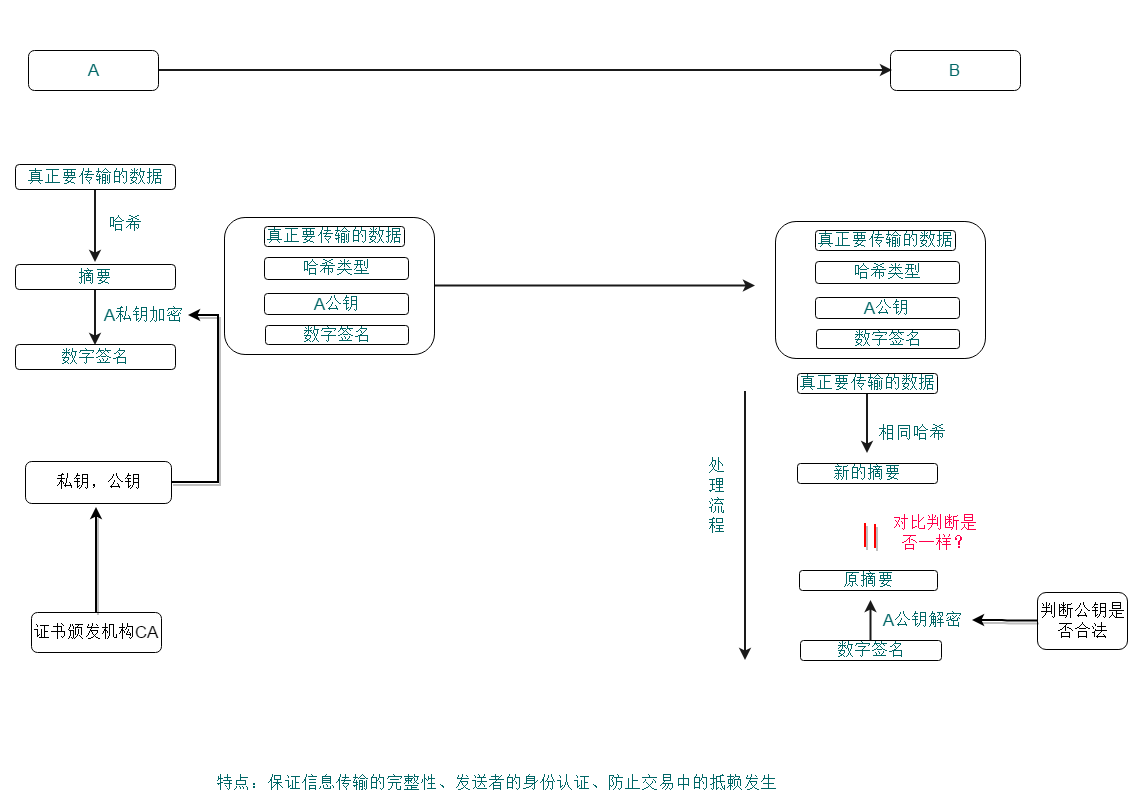 A
B
真正要传输的数据
哈希
摘要
A私钥加密
数字签名
私钥，公钥
证书颁发机构CA
真正要传输的数据
哈希类型
A公钥
数字签名
真正要传输的数据
哈希类型
A公钥
数字签名
处
理
流
程
真正要传输的数据
相同哈希
新的摘要
对比判断是
否一样？
原摘要
A公钥解密
数字签名
判断公钥是
否合法
特点：保证信息传输的完整性、发送者的身份认证、防止交易中的抵赖发生